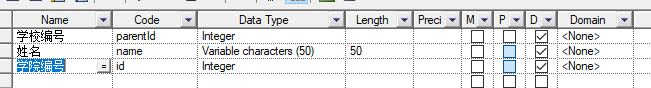 Name Code Data Type Length Preci M P D Domain
学校编号 parentId Integer <None>
姓名 name Variable characters (50) 50 <None>
学院编号 = id Integer <None>